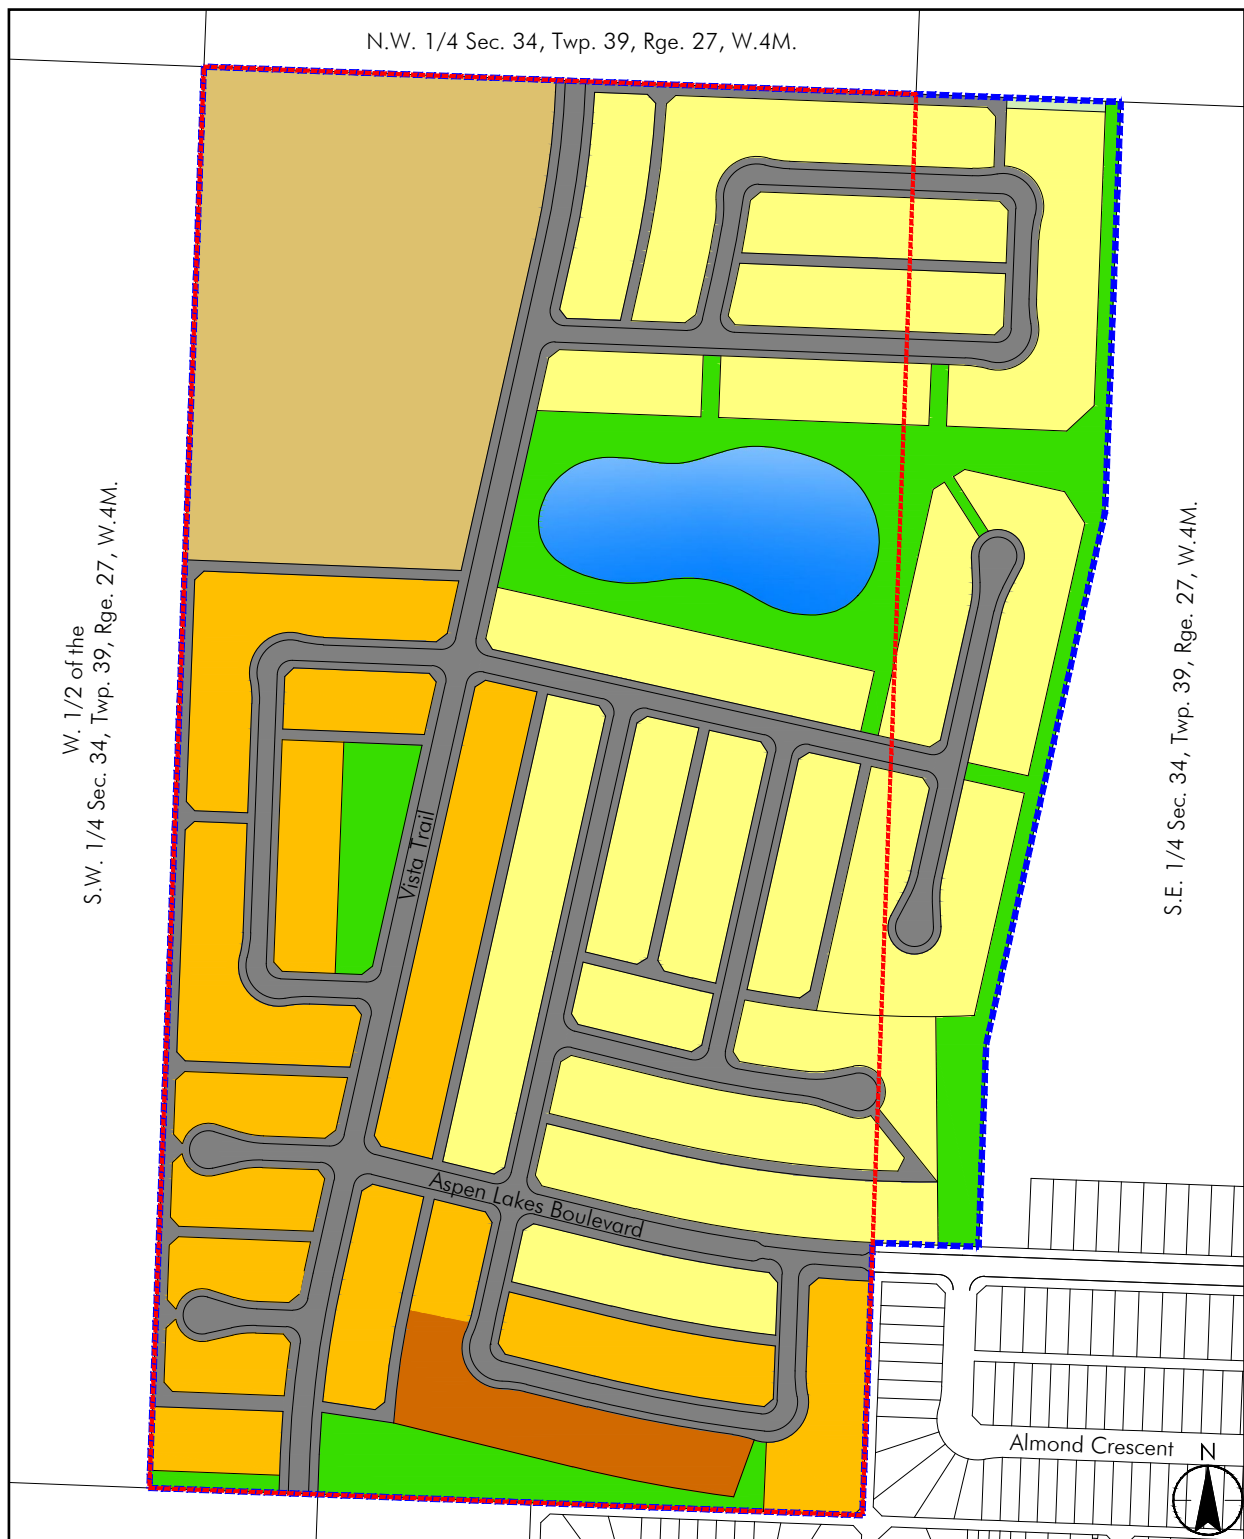 N.W. 1/4 Sec. 34, Twp. 39, Rge. 27, W.4M.
W. 1/2 of the
S.W. 1/4 Sec. 34, Twp. 39, Rge. 27, W.4M.
S.E. 1/4 Sec. 34, Twp. 39, Rge. 27, W.4M.
Vista Trail
Aspen Lakes Boulevard
Almond Crescent
N